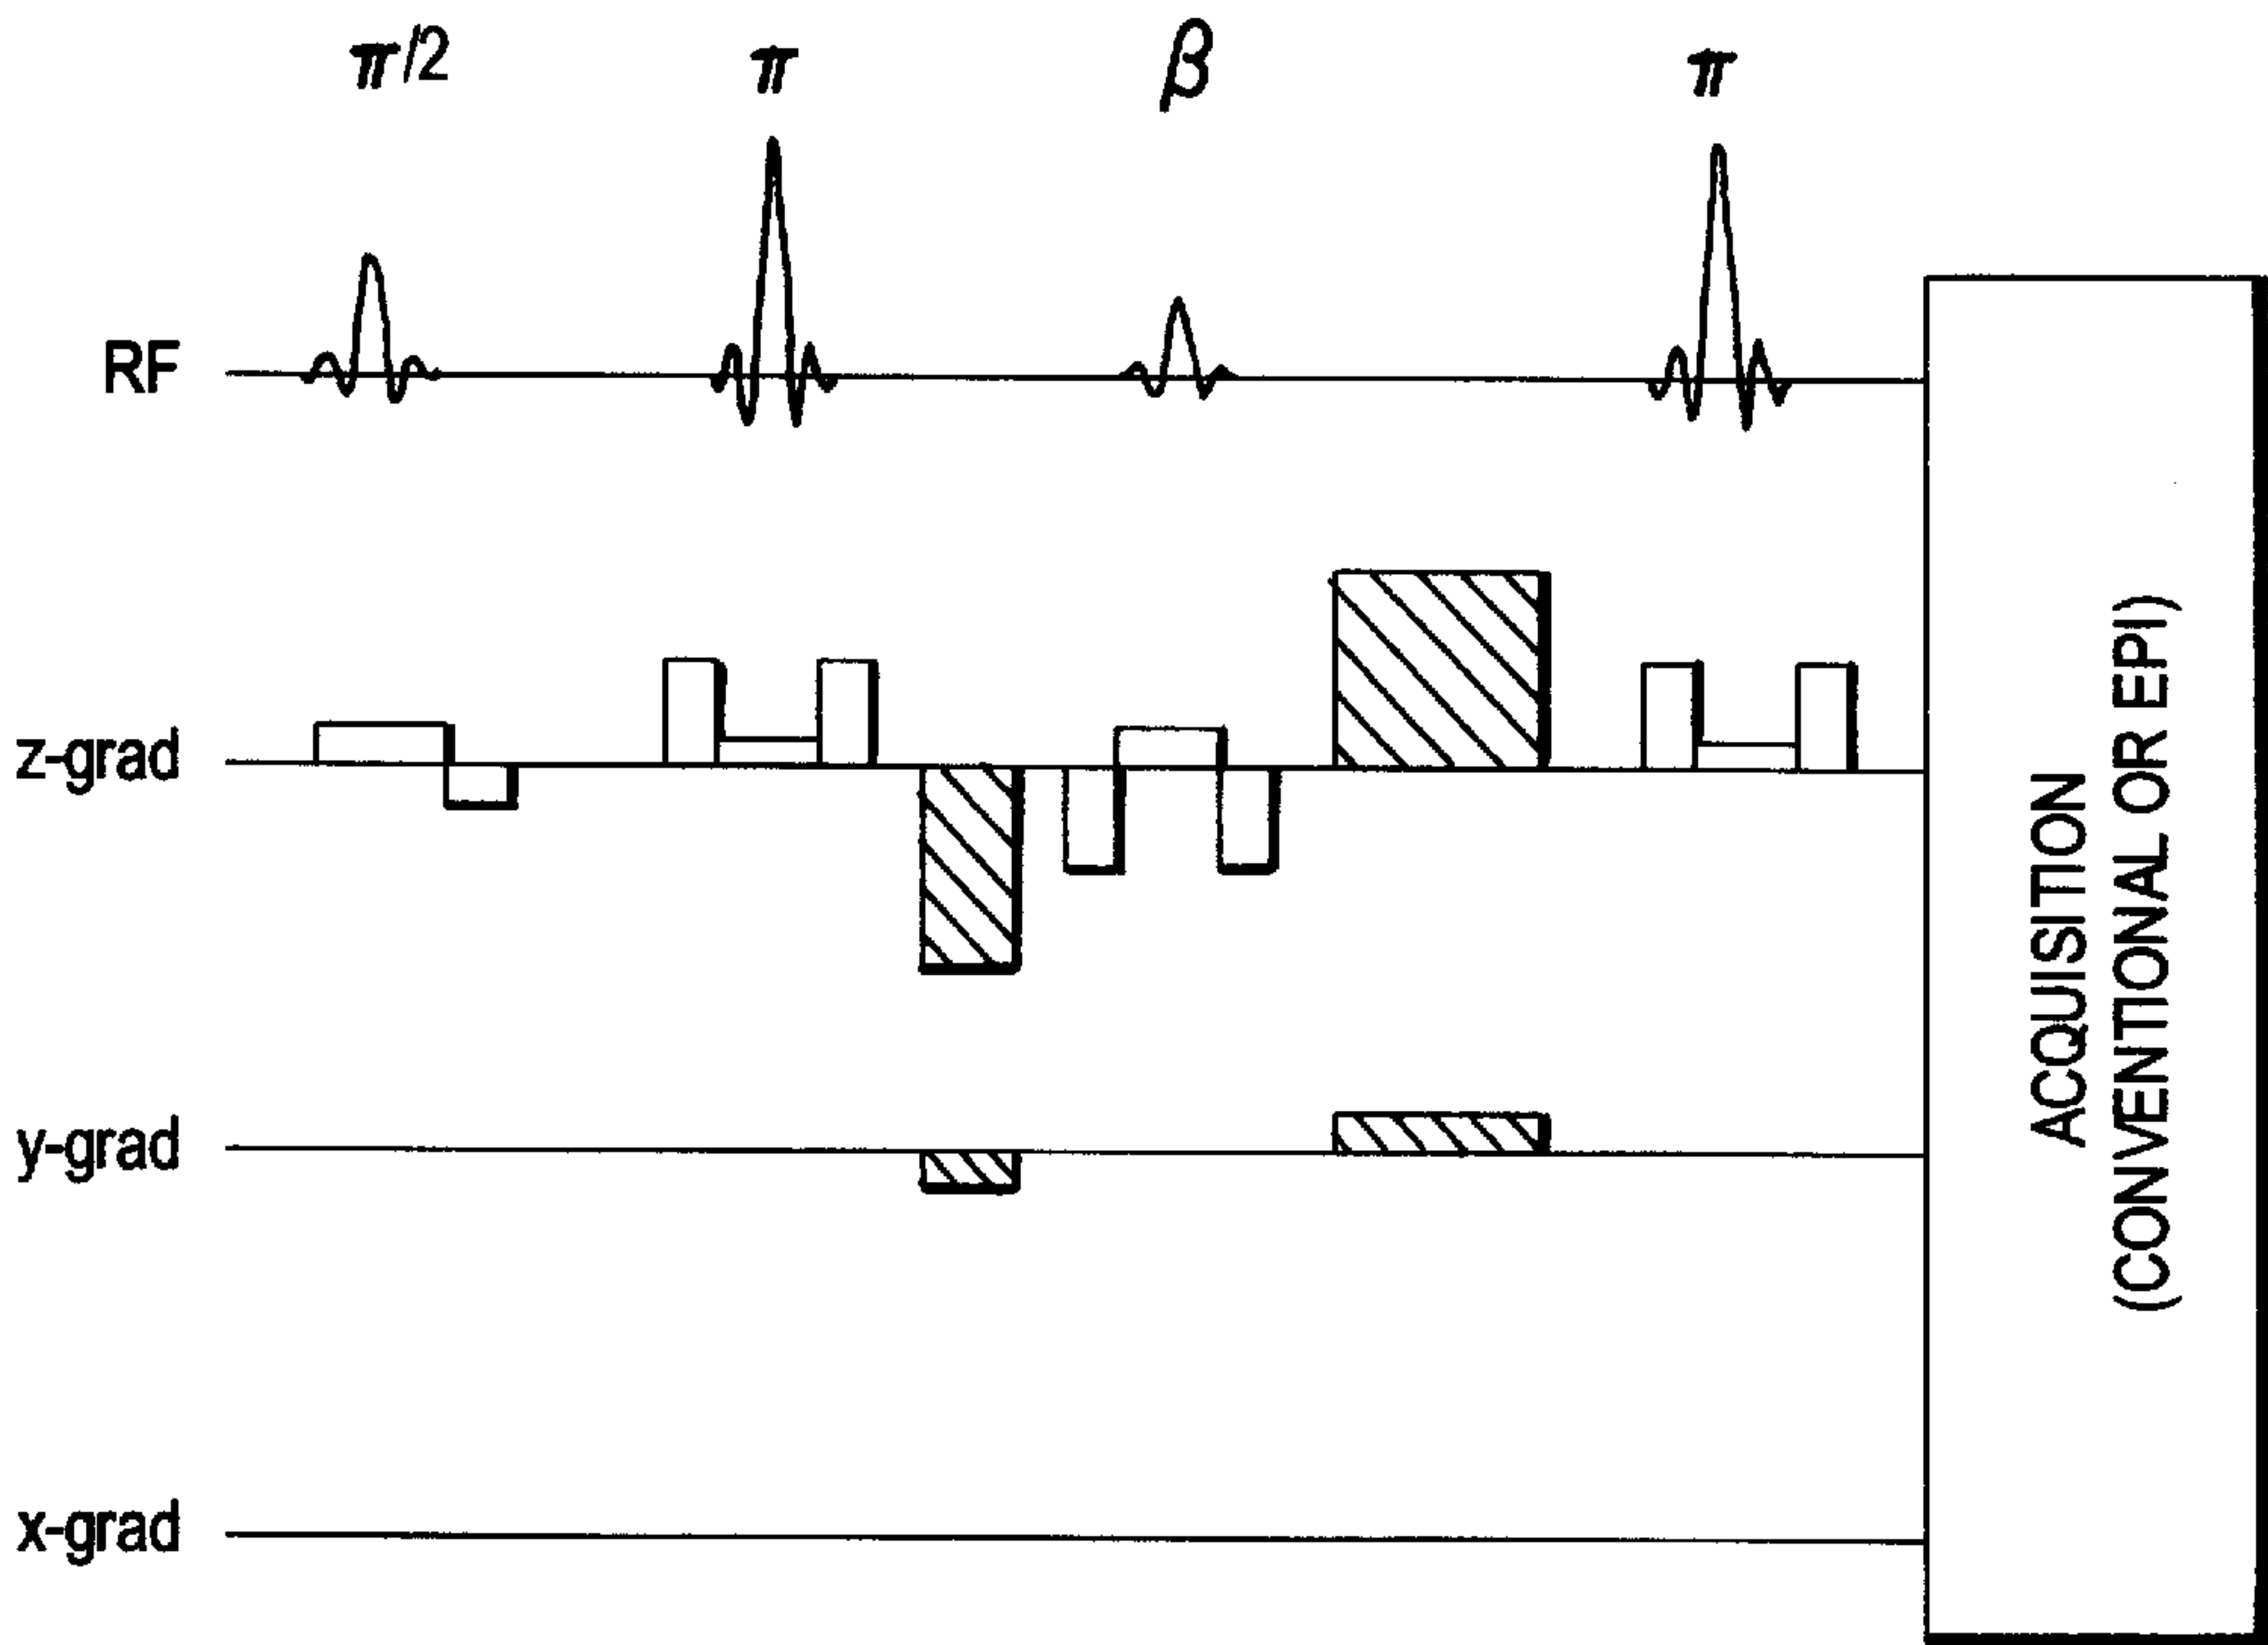 π/2 π β π
RF
z-grad
y-grad
x-grad
ACQUISITION
(CONVENTIONAL OR EPI)